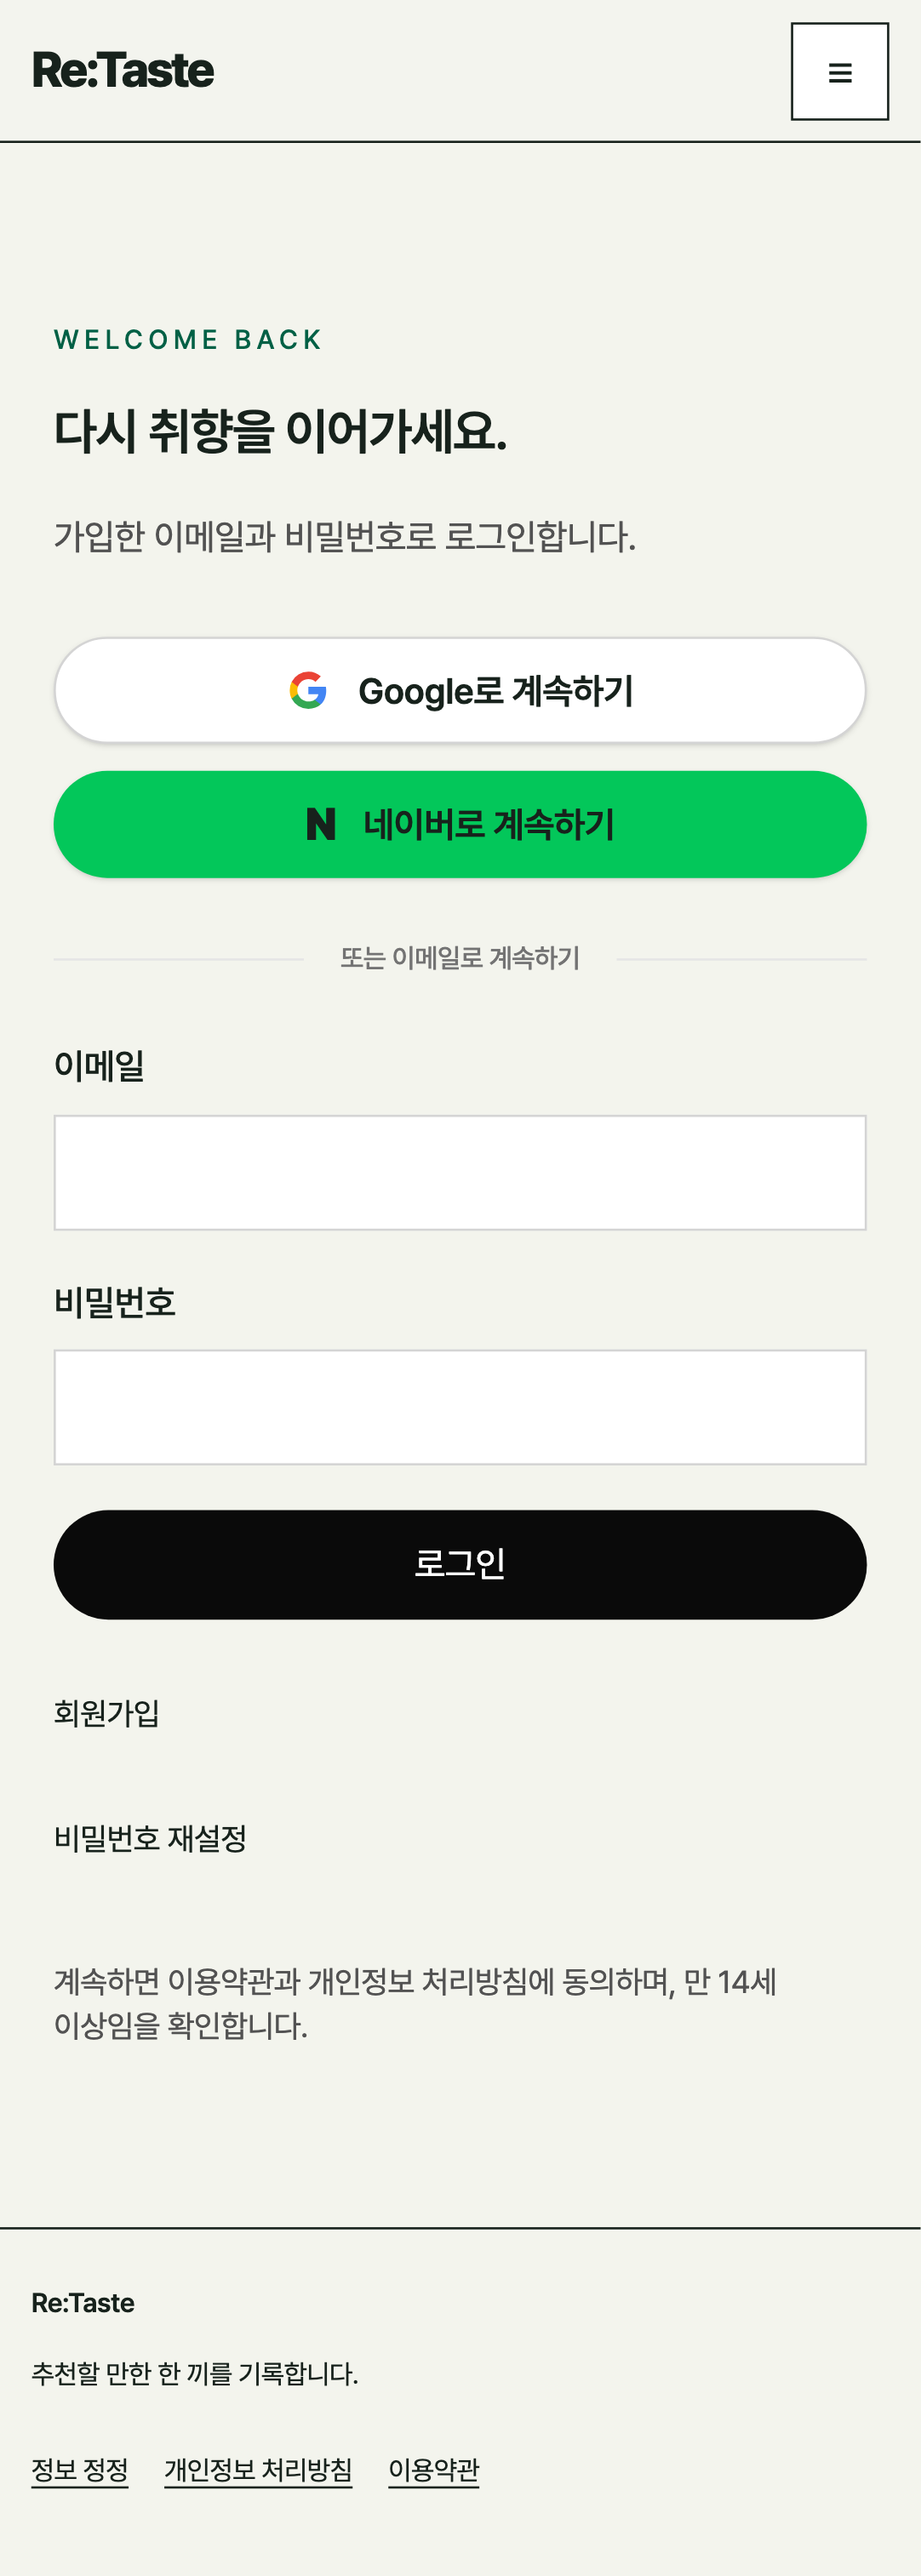 Re:Taste
WELCOME BACK
다시 취향을 이어가세요.
가입한 이메일과 비밀번호로 로그인합니다.
Google로 계속하기
N 네이버로 계속하기
또는 이메일로 계속하기
이메일
비밀번호
로그인
회원가입
비밀번호 재설정
계속하면 이용약관과 개인정보 처리방침에 동의하며, 만 14세
이상임을 확인합니다.
Re:Taste
추천할 만한 한 끼를 기록합니다.
정보 정정 개인정보 처리방침 이용약관